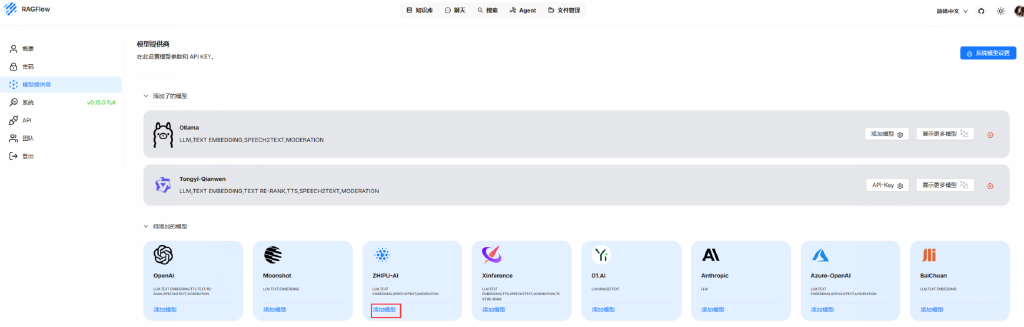 RAGFlow
知识库 聊天 搜索 Agent 文件管理
简体中文
概要
密码
模型提供商
系统 v0.15.0 full
API
团队
登出
模型提供商
在此设置模型参数和 API KEY。
系统模型设置
添加了的模型
Ollama
LLM,TEXT EMBEDDING,SPEECH2TEXT,MODERATION
添加模型 展示更多模型
Tongyi-Qianwen
LLM,TEXT EMBEDDING,TEXT RE-RANK,TTS,SPEECH2TEXT,MODERATION
API-Key 展示更多模型
待添加的模型
OpenAI
LLM,TEXT EMBEDDING,TTS,TEXT RE-
RANK,SPEECH2TEXT,MODERATION
添加模型
Moonshot
LLM,TEXT EMBEDDING
添加模型
ZHIPU-AI
LLM,TEXT
EMBEDDING,SPEECH2TEXT,MODERATION
添加模型
Xinference
LLM,TEXT
EMBEDDING,TTS,SPEECH2TEXT,MODERATION,TE
XT RE-RANK
添加模型
01.AI
LLM,IMAGE2TEXT
添加模型
Anthropic
LLM
添加模型
Azure-OpenAI
LLM,TEXT
EMBEDDING,SPEECH2TEXT,MODERATION
添加模型
BaiChuan
LLM,TEXT EMBEDDING
添加模型